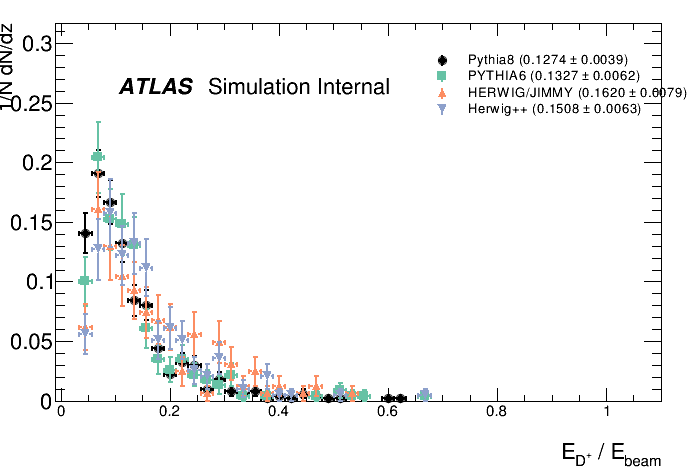 1/N dN/dz
0.3
0.25
0.2
0.15
0.1
0.05
0
ATLAS Simulation Internal
Pythia8 (0.1274 ± 0.0039)
PYTHIA6 (0.1327 ± 0.0062)
HERWIG/JIMMY (0.1620 ± 0.0079)
Herwig++ (0.1508 ± 0.0063)
0 0.2 0.4 0.6 0.8 1
E_D⁺ / E_beam